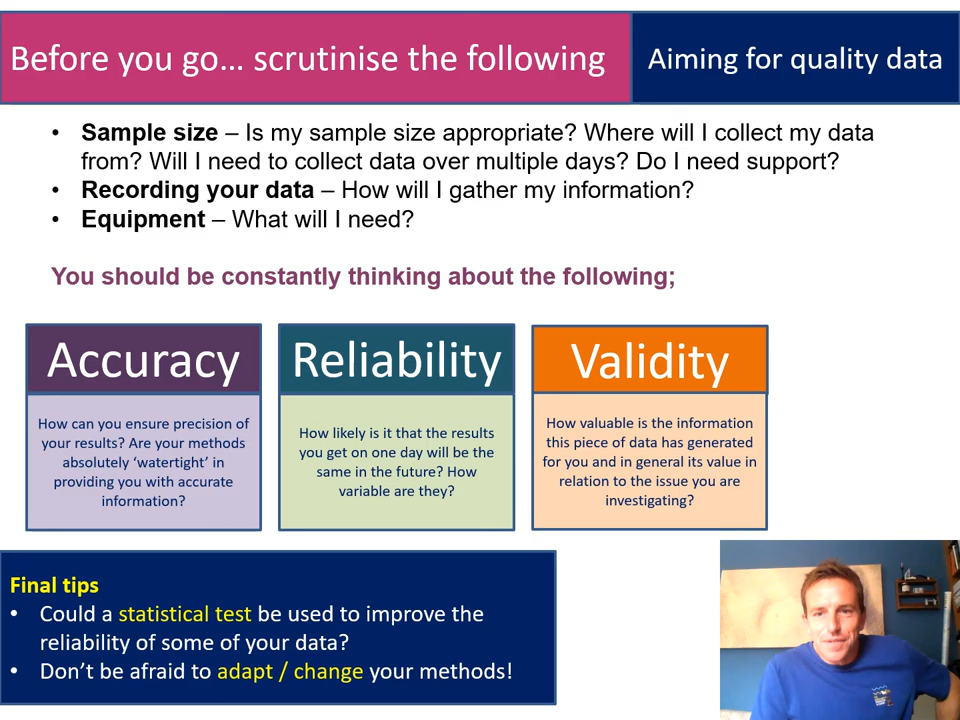 Before you go… scrutinise the following
Aiming for quality data
• Sample size – Is my sample size appropriate? Where will I collect my data
from? Will I need to collect data over multiple days? Do I need support?
• Recording your data – How will I gather my information?
• Equipment – What will I need?
You should be constantly thinking about the following;
Accuracy
How can you ensure precision of
your results? Are your methods
absolutely ‘watertight’ in
providing you with accurate
information?
Reliability
How likely is it that the results
you get on one day will be the
same in the future? How
variable are they?
Validity
How valuable is the information
this piece of data has generated
for you and in general its value in
relation to the issue you are
investigating?
Final tips
• Could a statistical test be used to improve the
reliability of some of your data?
• Don’t be afraid to adapt / change your methods!